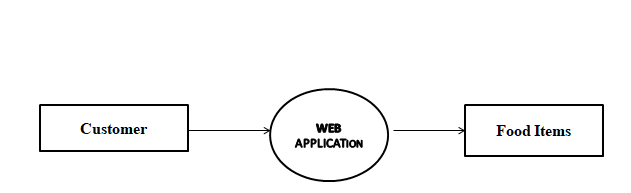 Customer
WEB
APPLICATION
Food Items